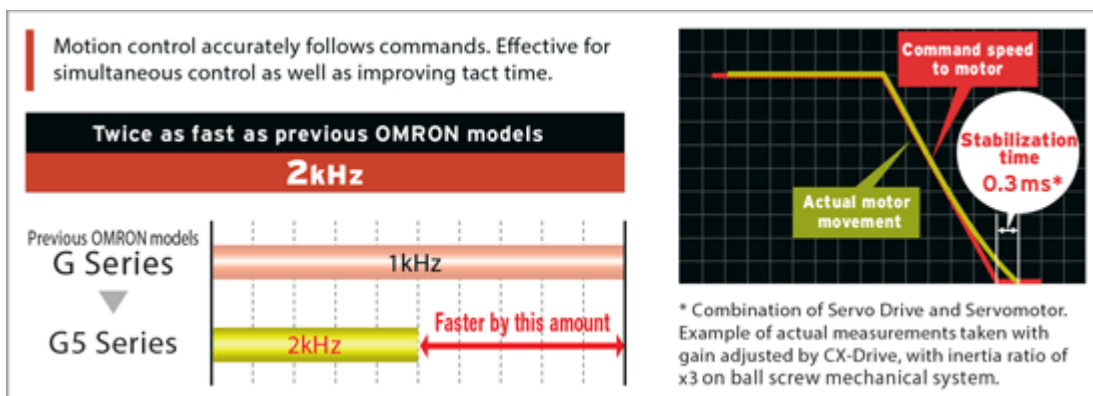 Motion control accurately follows commands. Effective for
simultaneous control as well as improving tact time.
Twice as fast as previous OMRON models
2kHz
Previous OMRON models
G Series
1kHz
G5 Series
2kHz
Faster by this amount
Command speed
to motor
Stabilization
time
0.3ms*
Actual motor
movement
* Combination of Servo Drive and Servomotor.
Example of actual measurements taken with
gain adjusted by CX-Drive, with inertia ratio of
x3 on ball screw mechanical system.